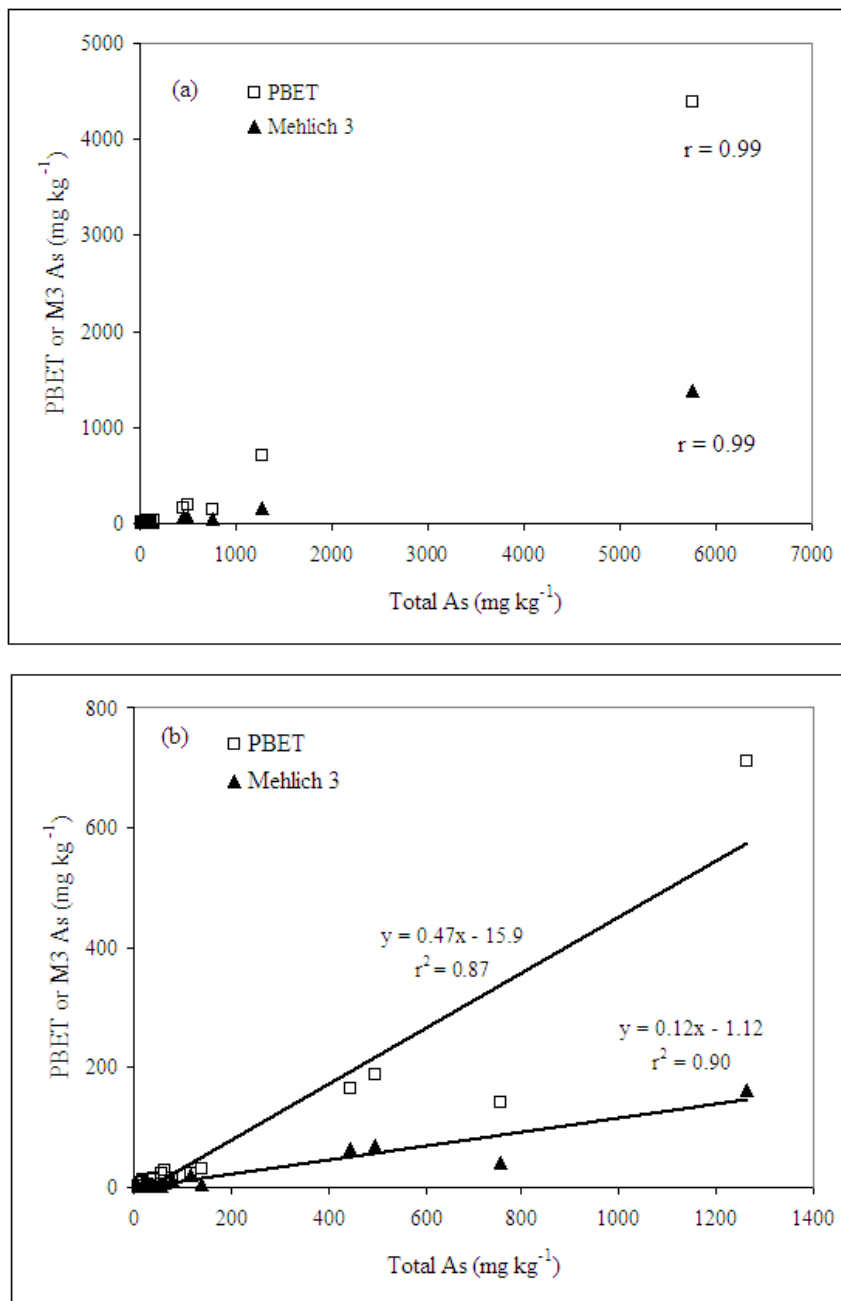 (a)
PBET
Mehlich 3
5000
4000
3000
2000
1000
0
PBET or M3 As (mg kg⁻¹)
r = 0.99
r = 0.99
0 1000 2000 3000 4000 5000 6000 7000
Total As (mg kg⁻¹)
(b)
PBET
Mehlich 3
800
600
400
200
0
PBET or M3 As (mg kg⁻¹)
y = 0.47x - 15.9
r² = 0.87
y = 0.12x - 1.12
r² = 0.90
0 200 400 600 800 1000 1200 1400
Total As (mg kg⁻¹)